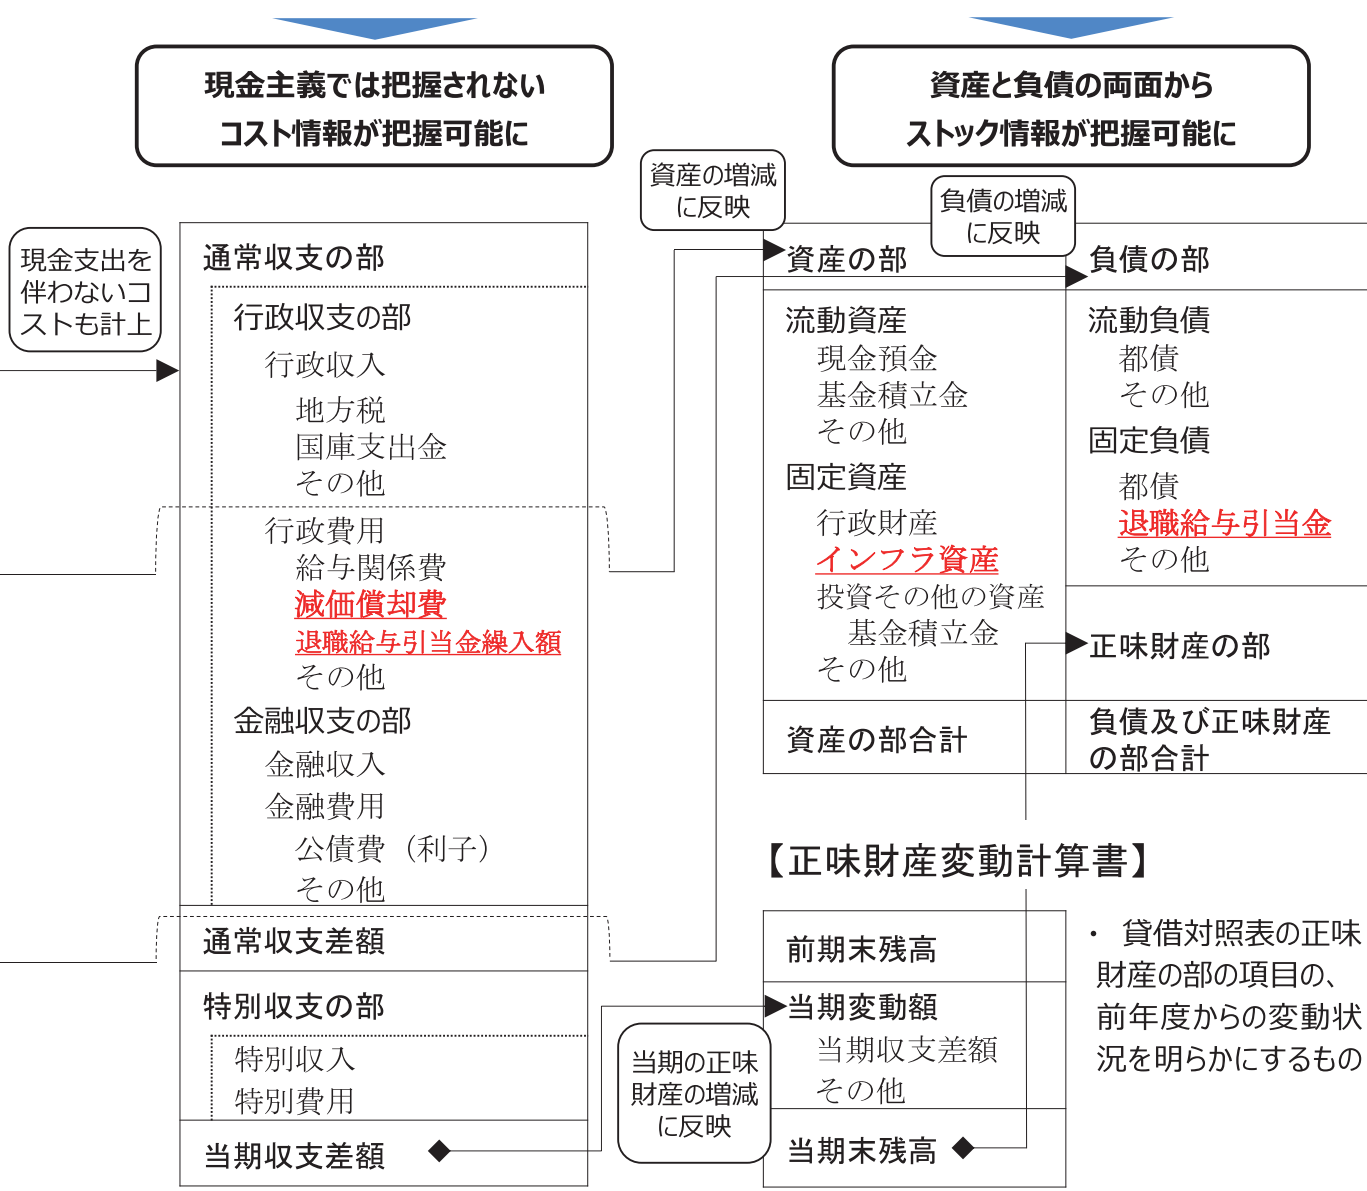 現金主義では把握されない
コスト情報が把握可能に
資産と負債の両面から
ストック情報が把握可能に
現金支出を
伴わないコ
ストも計上
通常収支の部
行政収支の部
行政収入
地方税
国庫支出金
その他
行政費用
給与関係費
減価償却費
退職給与引当金繰入額
その他
金融収支の部
金融収入
金融費用
公債費（利子）
その他
通常収支差額
特別収支の部
特別収入
特別費用
当期収支差額
資産の増減
に反映
負債の増減
に反映
資産の部
流動資産
現金預金
基金積立金
その他
固定資産
行政財産
インフラ資産
投資その他の資産
基金積立金
その他
資産の部合計
負債の部
流動負債
都債
その他
固定負債
都債
退職給与引当金
その他
正味財産の部
負債及び正味財産
の部合計
【正味財産変動計算書】
前期末残高
当期変動額
当期収支差額
その他
当期末残高
当期の正味
財産の増減
に反映
・ 貸借対照表の正味
財産の部の項目の、
前年度からの変動状
況を明らかにするもの